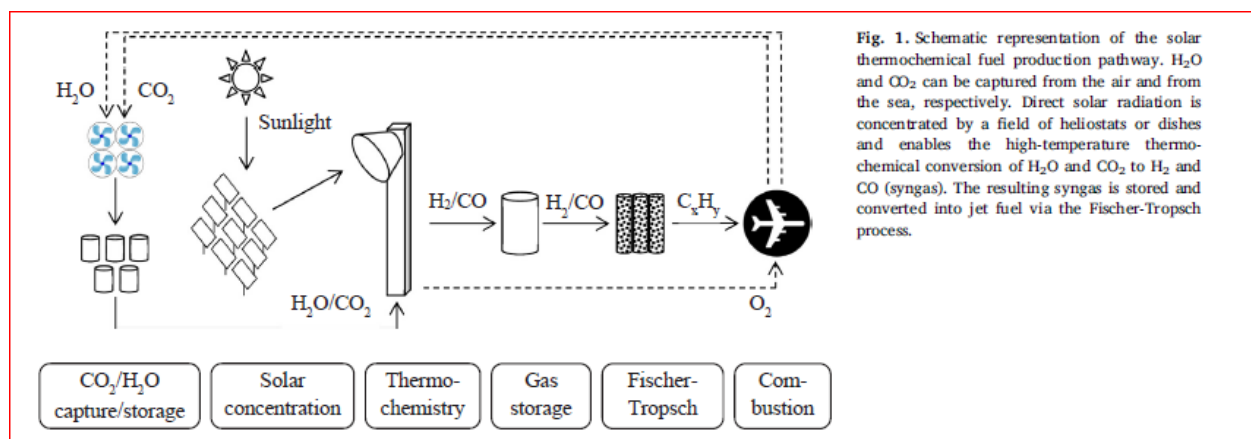 H₂O
CO₂
Sunlight
H₂/CO
H₂/CO
CₓHᵧ
H₂O/CO₂
O₂
CO₂/H₂O
capture/storage
Solar
concentration
Thermo-
chemistry
Gas
storage
Fischer-
Tropsch
Com-
bustion
Fig. 1. Schematic representation of the solar
thermochemical fuel production pathway. H₂O
and CO₂ can be captured from the air and from
the sea, respectively. Direct solar radiation is
concentrated by a field of heliostats or dishes
and enables the high-temperature thermo-
chemical conversion of H₂O and CO₂ to H₂ and
CO (syngas). The resulting syngas is stored and
converted into jet fuel via the Fischer-Tropsch
process.